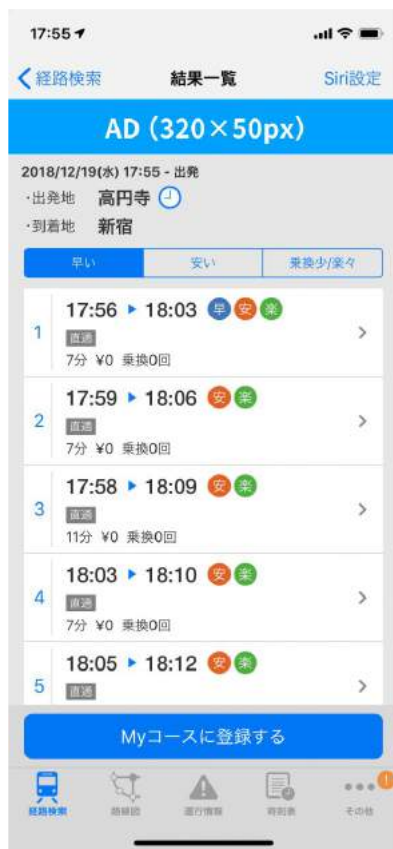 17:55
経路検索
結果一覧
Siri設定
AD（320×50px）
2018/12/19(水) 17:55 - 出発
・出発地 高円寺
・到着地 新宿
早い
安い
乗換少/楽々
1
17:56 ▶ 18:03 早 安 楽
直通
7分 ¥0 乗換0回
2
17:59 ▶ 18:06 安 楽
直通
7分 ¥0 乗換0回
3
17:58 ▶ 18:09 安 楽
直通
11分 ¥0 乗換0回
4
18:03 ▶ 18:10 安 楽
直通
7分 ¥0 乗換0回
5
18:05 ▶ 18:12 安 楽
直通
Myコースに登録する
経路検索
路線図
運行情報
時刻表
その他